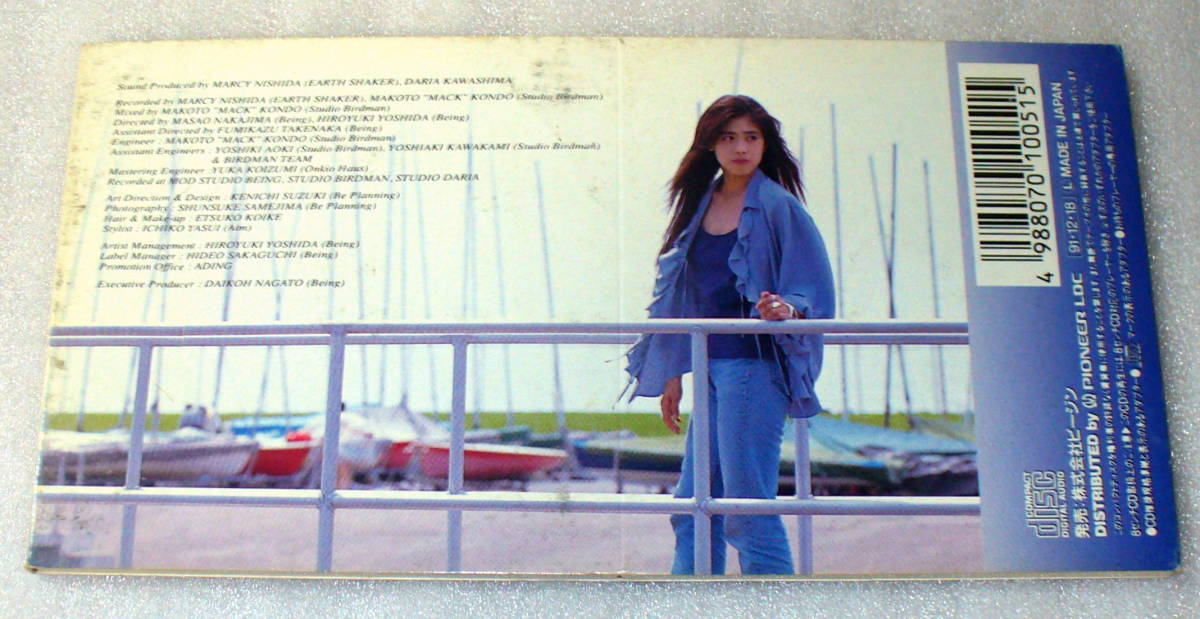 Sound Produced by MARCY NISHIDA (EARTH SHAKER), DARIA KAWASHIMA
Recorded by MARCY NISHIDA (EARTH SHAKER), MAKOTO "MACK" KONDO (Studio Birdman)
Mixed by MAKOTO "MACK" KONDO (Studio Birdman)
Directed by MASAO NAKAJIMA (Being), HIROYUKI YOSHIDA (Being)
Assistant Directed by FUMIKAZU TAKENAKA (Being)
Engineer : MAKOTO "MACK" KONDO (Studio Birdman)
Assistant Engineers : YOSHIKI AOKI (Studio Birdman), YOSHIAKI KAWAKAMI (Studio Birdman)
& BIRDMAN TEAM
Mastering Engineer : YUKA KOIZUMI (Onkio Haus)
Recorded at MOD STUDIO BEING, STUDIO BIRDMAN, STUDIO DARIA
Art Direction & Design : KENICHI SUZUKI (Be Planning)
Photography : SHUNSUKE SAMEJIMA (Be Planning)
Hair & Make-up : ETSUKO KOIKE
Stylist : ICHIKO YASUI (Aim)
Artist Management : HIROYUKI YOSHIDA (Being)
Label Manager : HIDEO SAKAGUCHI (Being)
Promotion Office : ADING
Executive Producer : DAIKOH NAGATO (Being)
4 988070 100515
91・12・18 L MADE IN JAPAN
COMPACT
disc
DIGITAL AUDIO
発売:株式会社ビーイング
DISTRIBUTED by PIONEER LDC